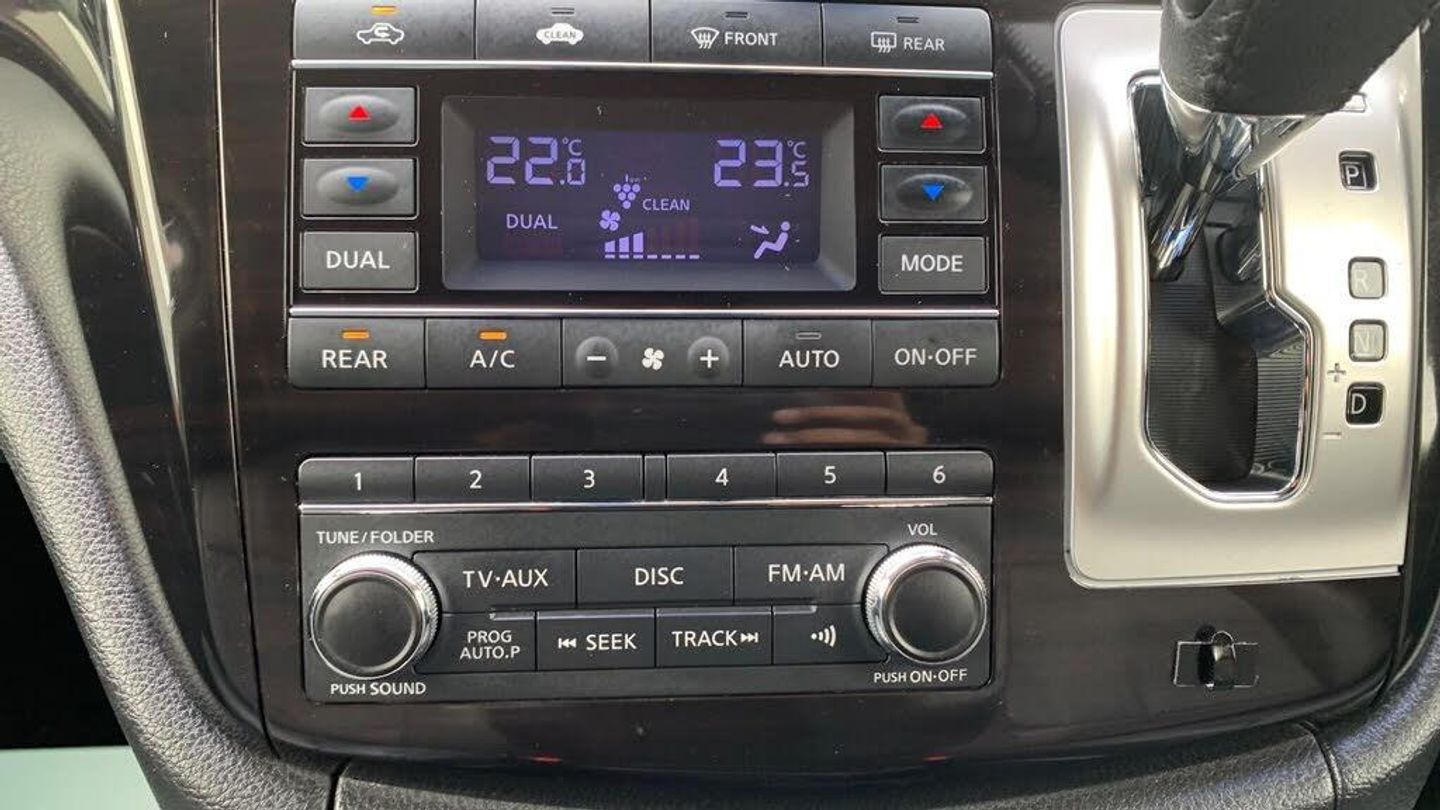 CLEAN
FRONT
REAR
22.0 °C
23.5 °C
CLEAN
DUAL
DUAL
MODE
REAR
A/C
−
+
AUTO
ON·OFF
1
2
3
4
5
6
TUNE/FOLDER
VOL
TV·AUX
DISC
FM·AM
PROG
AUTO.P
SEEK
TRACK
PUSH SOUND
PUSH ON·OFF
P
R
N
+
D
−